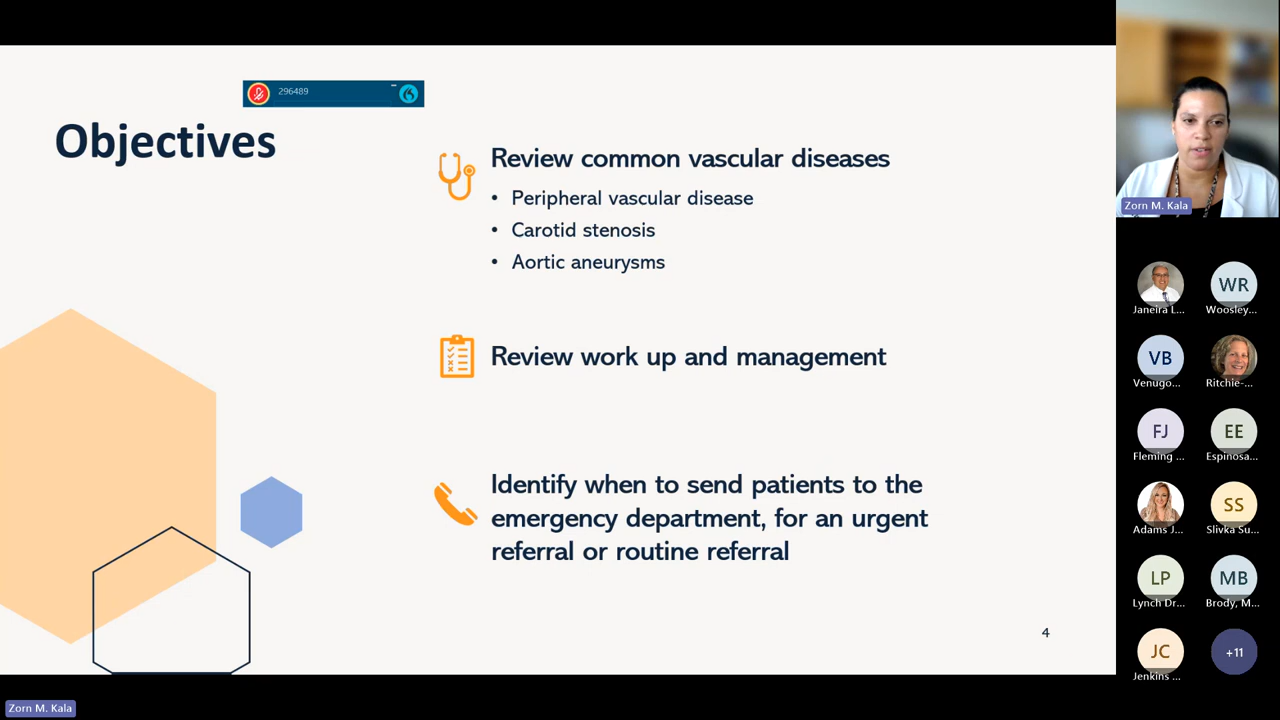 296489
Objectives
Review common vascular diseases
• Peripheral vascular disease
• Carotid stenosis
• Aortic aneurysms
Review work up and management
Identify when to send patients to the
emergency department, for an urgent
referral or routine referral
4
Zorn M. Kala
Janeira L...
WR
Woosley...
VB
Venugo...
Ritchie-...
FJ
Fleming ...
EE
Espinosa...
Adams J...
SS
Slivka Su...
LP
Lynch Dr...
MB
Brody, M...
JC
Jenkins ...
+11
Zorn M. Kala